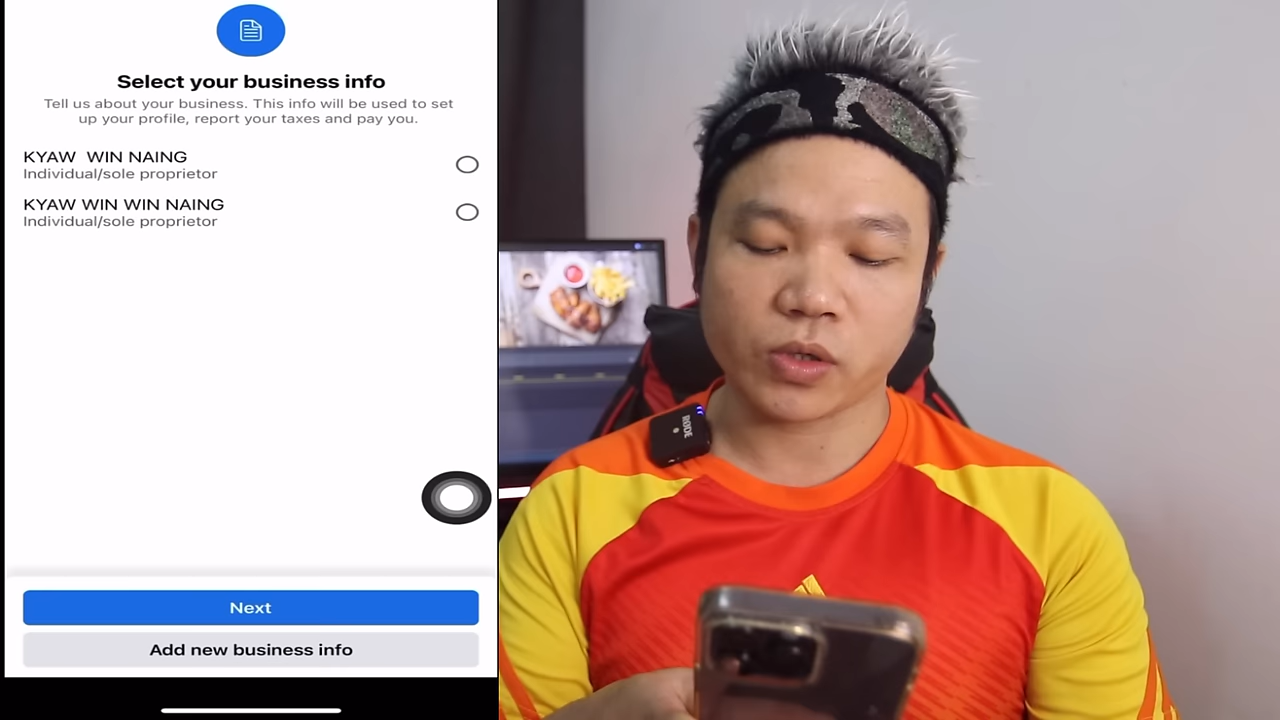 Select your business info
Tell us about your business. This info will be used to set
up your profile, report your taxes and pay you.
KYAW  WIN NAING
Individual/sole proprietor
KYAW WIN WIN NAING
Individual/sole proprietor
Next
Add new business info
RØDE